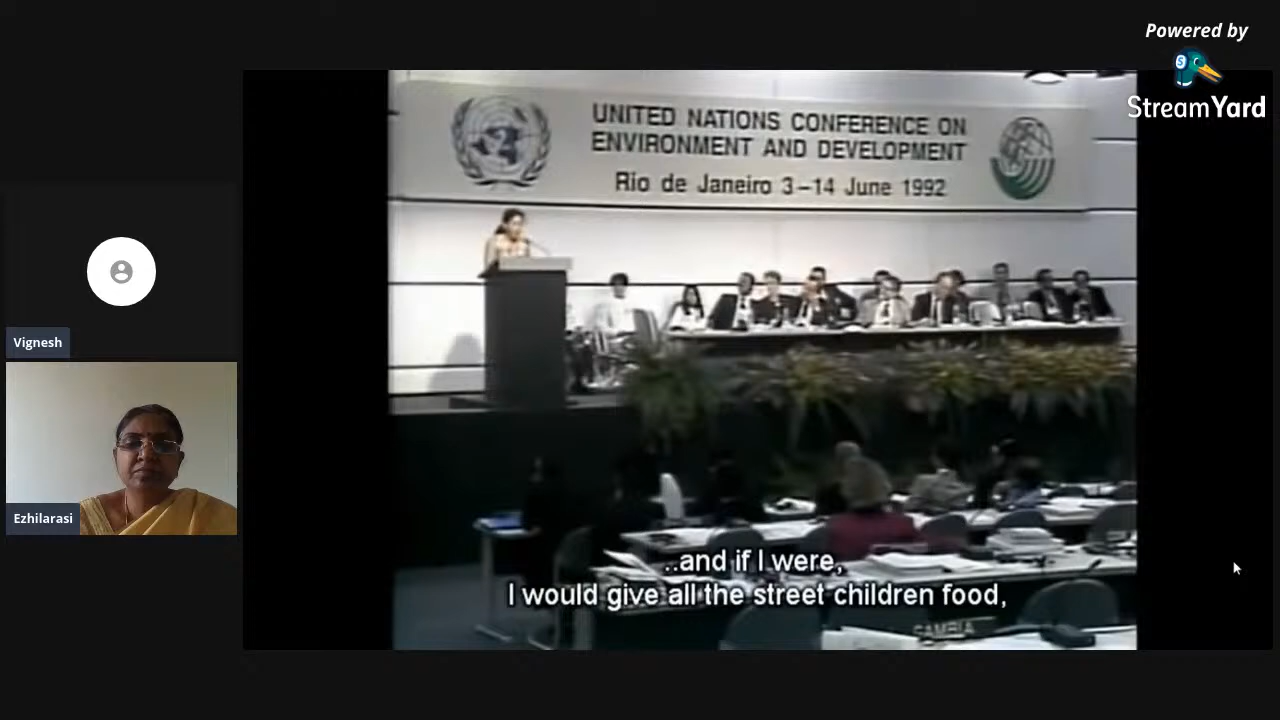 Powered by
StreamYard
UNITED NATIONS CONFERENCE ON
ENVIRONMENT AND DEVELOPMENT
Rio de Janeiro 3–14 June 1992
Vignesh
Ezhilarasi
..and if I were,
I would give all the street children food,